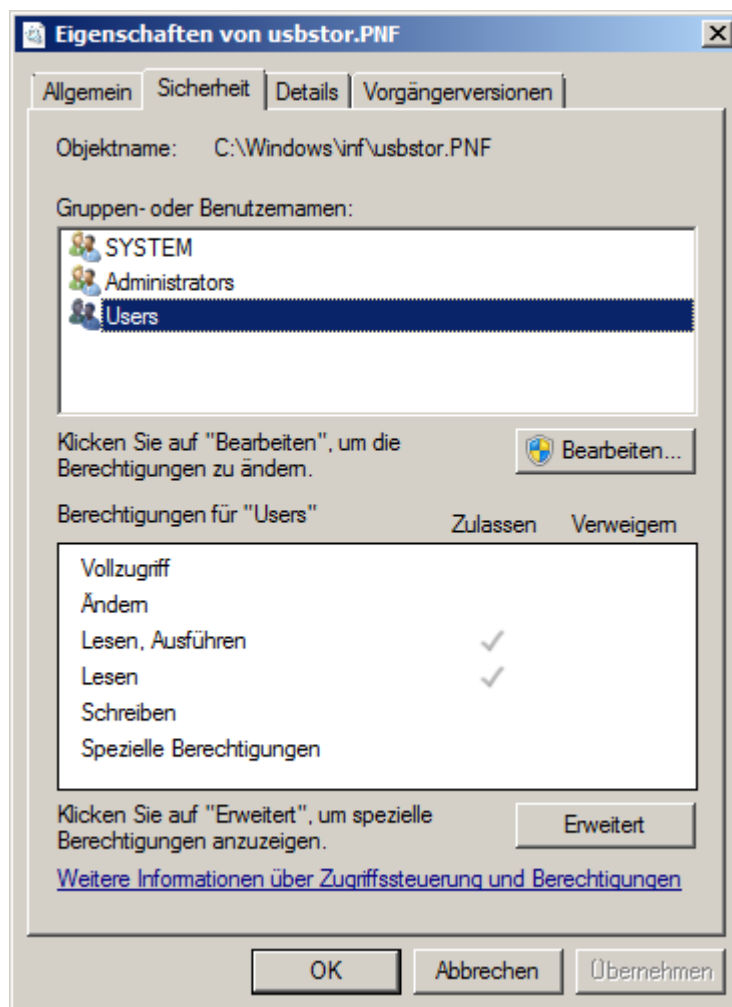 Eigenschaften von usbstor.PNF
Allgemein Sicherheit Details Vorgängerversionen
Objektname: C:\Windows\inf\usbstor.PNF
Gruppen- oder Benutzernamen:
SYSTEM
Administrators
Users
Klicken Sie auf "Bearbeiten", um die
Berechtigungen zu ändern.
Bearbeiten...
Berechtigungen für "Users" Zulassen Verweigern
Vollzugriff
Ändern
Lesen, Ausführen
Lesen
Schreiben
Spezielle Berechtigungen
Klicken Sie auf "Erweitert", um spezielle
Berechtigungen anzuzeigen.
Erweitert
Weitere Informationen über Zugriffssteuerung und Berechtigungen
OK Abbrechen Übernehmen